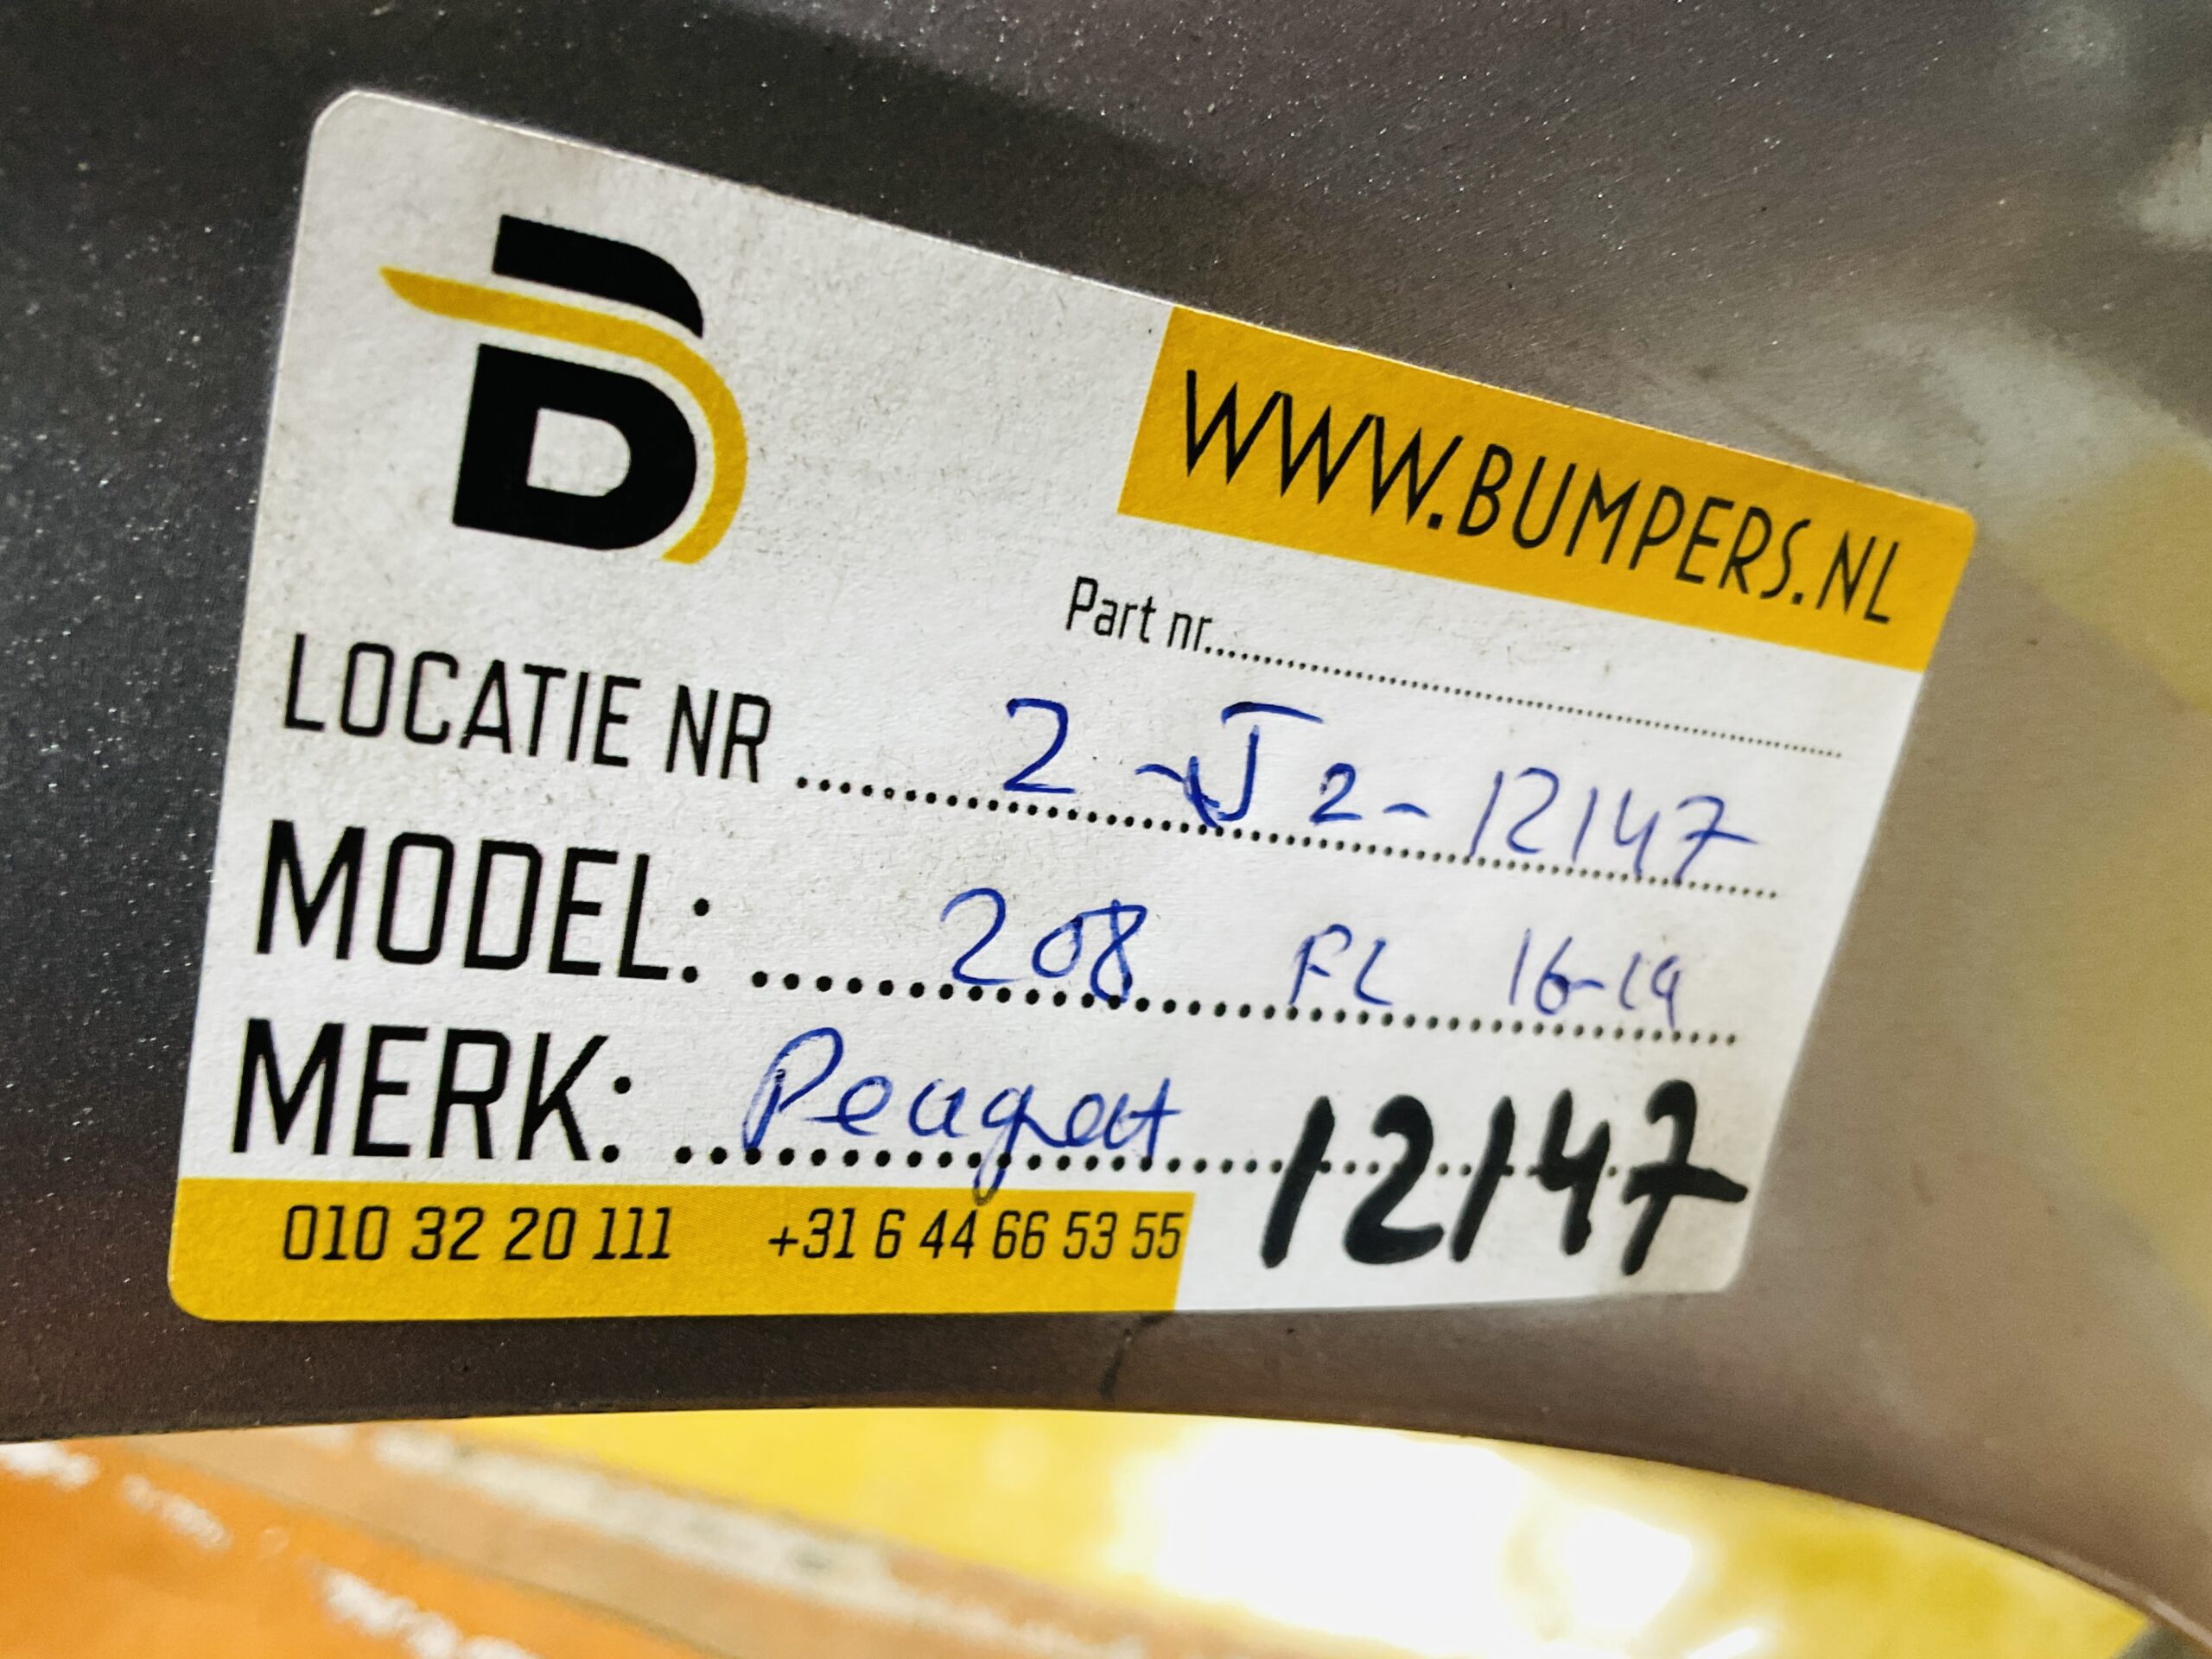 B
WWW.BUMPERS.NL
Part nr..........
LOCATIE NR .......... 2 - J 2 - 12147
MODEL: .......... 208 FL 16-19
MERK: .......... Peugeot
12147
010 32 20 111 +31 6 44 66 53 55